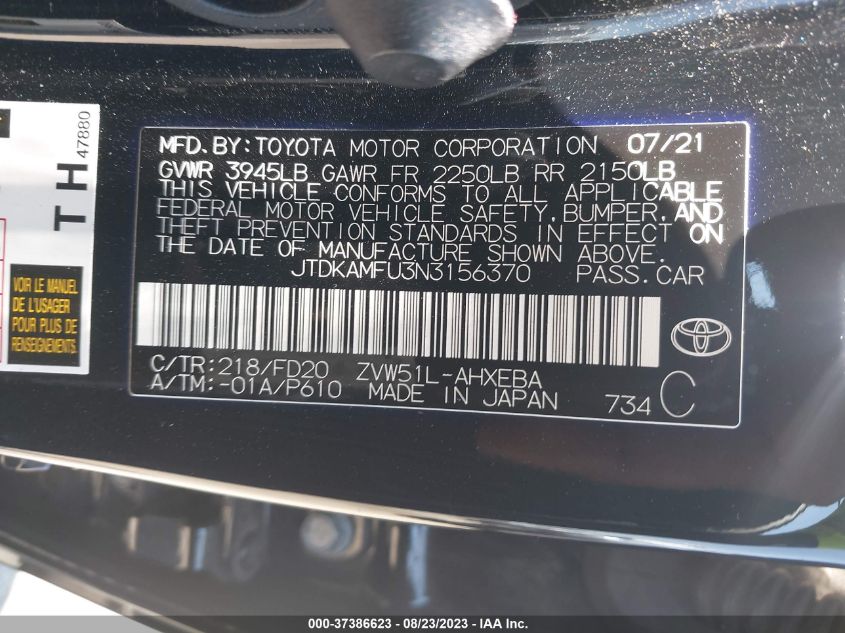 MFD.BY:TOYOTA MOTOR CORPORATION 07/21
GVWR 3945LB GAWR FR 2250LB RR 2150LB
THIS VEHICLE CONFORMS TO ALL APPLICABLE
FEDERAL MOTOR VEHICLE SAFETY,BUMPER,AND
THEFT PREVENTION STANDARDS IN EFFECT ON
THE DATE OF MANUFACTURE SHOWN ABOVE.
JTDKAMFU3N3156370 PASS.CAR
C/TR:218/FD20 ZVW51L-AHXEBA
A/TM:-01A/P610 MADE IN JAPAN 734 C
TH
47880
VOIR LE MANUEL
DE L'USAGER
POUR PLUS DE
RENSEIGNEMENTS
000-37386623 - 08/23/2023 - IAA Inc.